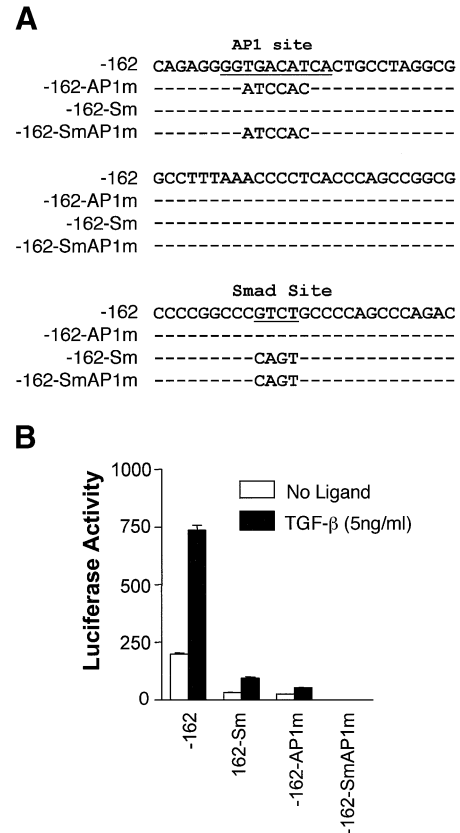 A
AP1 site
-162 CAGAGGGGTGACATCACTGCCTAGGCG
-162-AP1m --------ATCCAC-------------
-162-Sm ---------------------------
-162-SmAP1m --------ATCCAC-------------
-162 GCCTTTAAACCCCTCACCCAGCCGGCG
-162-AP1m ---------------------------
-162-Sm ---------------------------
-162-SmAP1m ---------------------------
Smad Site
-162 CCCCGGCCCGTCTGCCCCAGCCCAGAC
-162-AP1m ---------------------------
-162-Sm ---------CAGT--------------
-162-SmAP1m ---------CAGT--------------
B
Luciferase Activity
1000
750
500
250
0
No Ligand
TGF-β (5ng/ml)
-162
162-Sm
-162-AP1m
-162-SmAP1m